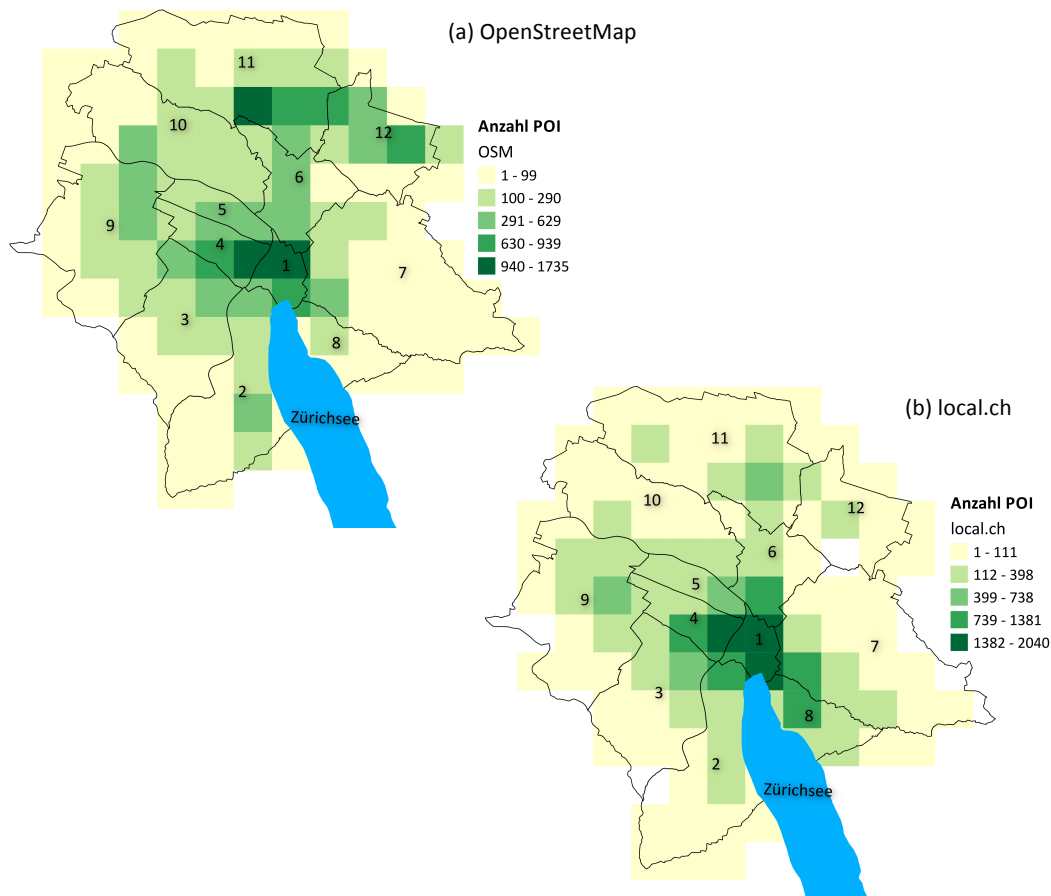 (a) OpenStreetMap
11
Anzahl POI
OSM
1 - 99
100 - 290
291 - 629
630 - 939
940 - 1735
10
12
6
5
9
4
1
7
3
8
2
Zürichsee
(b) local.ch
11
Anzahl POI
local.ch
1 - 111
112 - 398
399 - 738
739 - 1381
1382 - 2040
10
12
6
5
9
4
1
7
3
8
2
Zürichsee